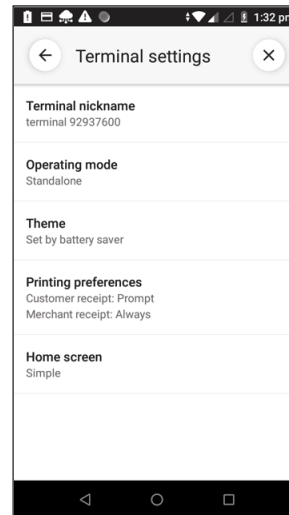 1:32 pm
Terminal settings
Terminal nickname
terminal 92937600
Operating mode
Standalone
Theme
Set by battery saver
Printing preferences
Customer receipt: Prompt
Merchant receipt: Always
Home screen
Simple